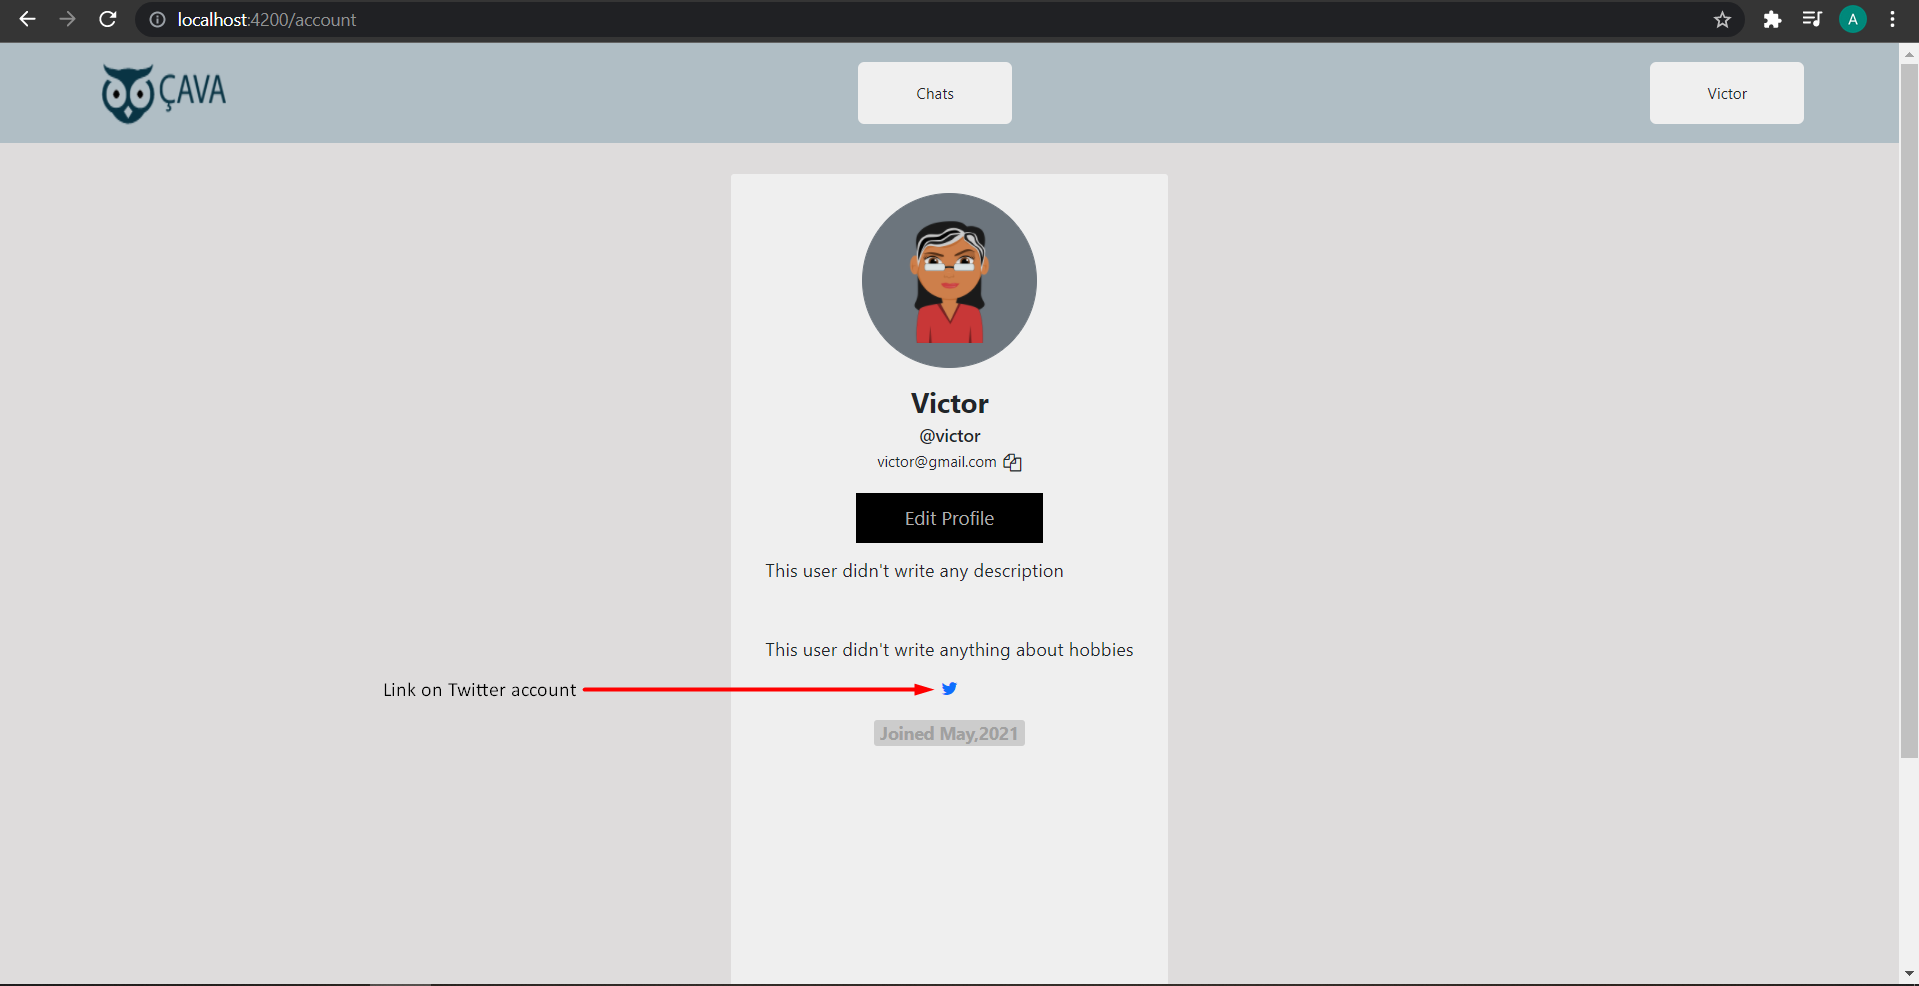 localhost:4200/account
A
ÇAVA
Chats
Victor
Victor
@victor
victor@gmail.com
Edit Profile
This user didn't write any description
This user didn't write anything about hobbies
Link on Twitter account
Joined May,2021